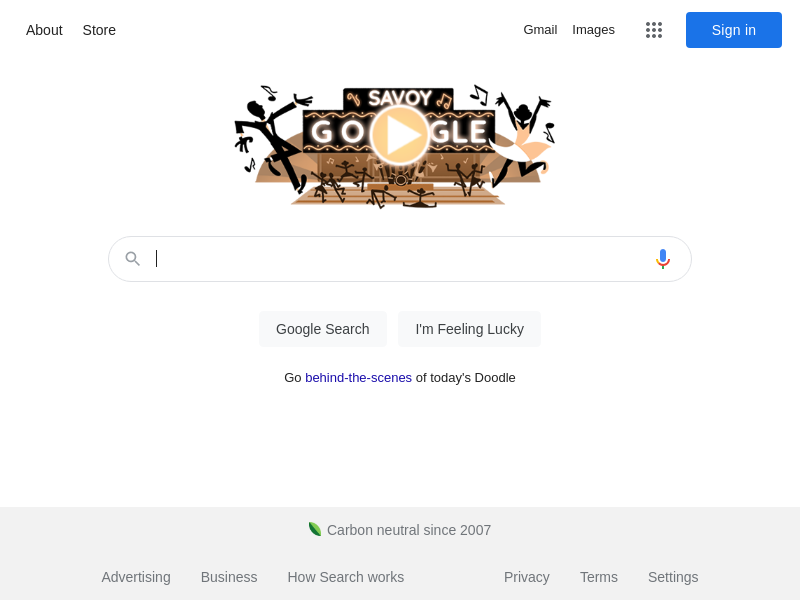 About Store Gmail Images Sign in
SAVOY
GO GLE
Google Search I'm Feeling Lucky
Go behind-the-scenes of today's Doodle
Carbon neutral since 2007
Advertising Business How Search works Privacy Terms Settings